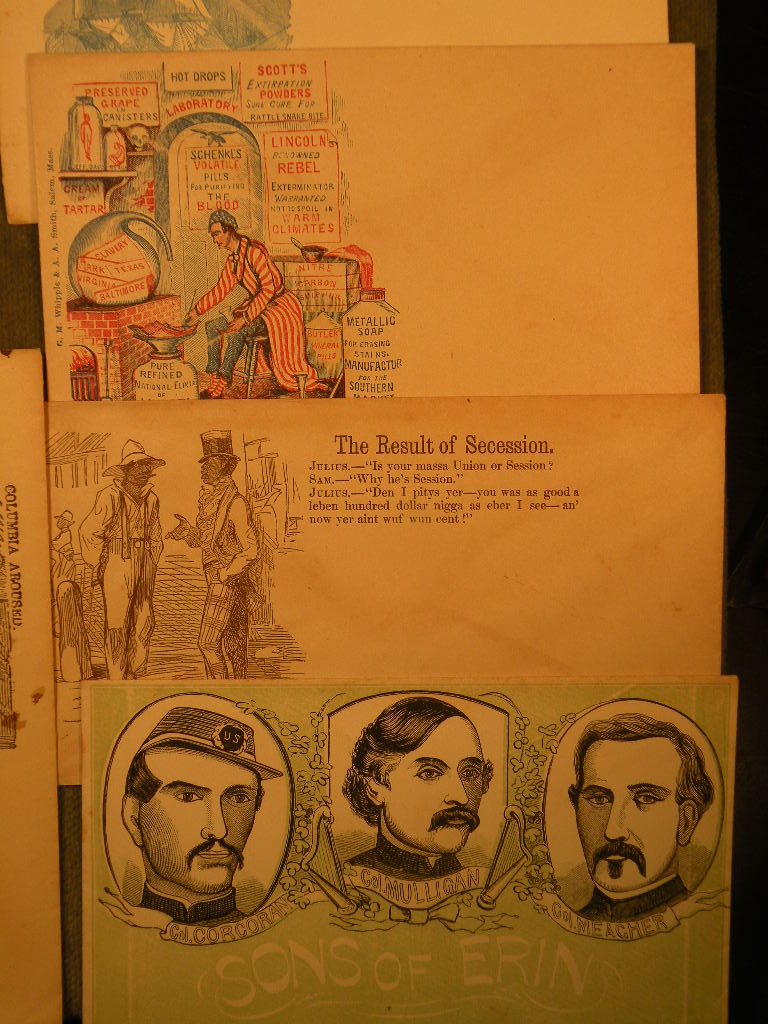 HOT DROPS
SCOTT'S
EXTIRPATION
POWDERS
SURE CURE FOR
RATTLE SNAKE BITE
PRESERVED
GRAPE
IN
CANISTERS
LABORATORY
SCHENKL'S
VOLATILE
PILLS
FOR PURIFYING
THE
BLOOD
LINCOLN
RENOWNED
REBEL
EXTERMINATOR
WARRANTED
NOT TO SPOIL IN
WARM
CLIMATES
CREAM
OF
TARTAR
SLAVERY
ARK
TEXAS
VIRGINIA
BALTIMORE
NITRE
CARBON
BUTLER
MINERAL
PILLS
METALLIC
SOAP
FOR ERASING
STAINS.
MANUFACTUR
FOR THE
SOUTHERN
MARKET
PURE
REFINED
NATIONAL ELIXIR
OF
G. M. Whipple & A. A. Smith, Salem, Mass.
The Result of Secession.
JULIUS.—"Is your massa Union or Session?
SAM.—"Why he's Session."
JULIUS.—"Den I pitys yer—you was as good a
leben hundred dollar nigga as eber I see—an'
now yer aint wuf wun cent!"
COLUMBIA AROUSED.
US
Col. CORCORAN
Col. MULLIGAN
Col. MEAGHER
SONS OF ERIN